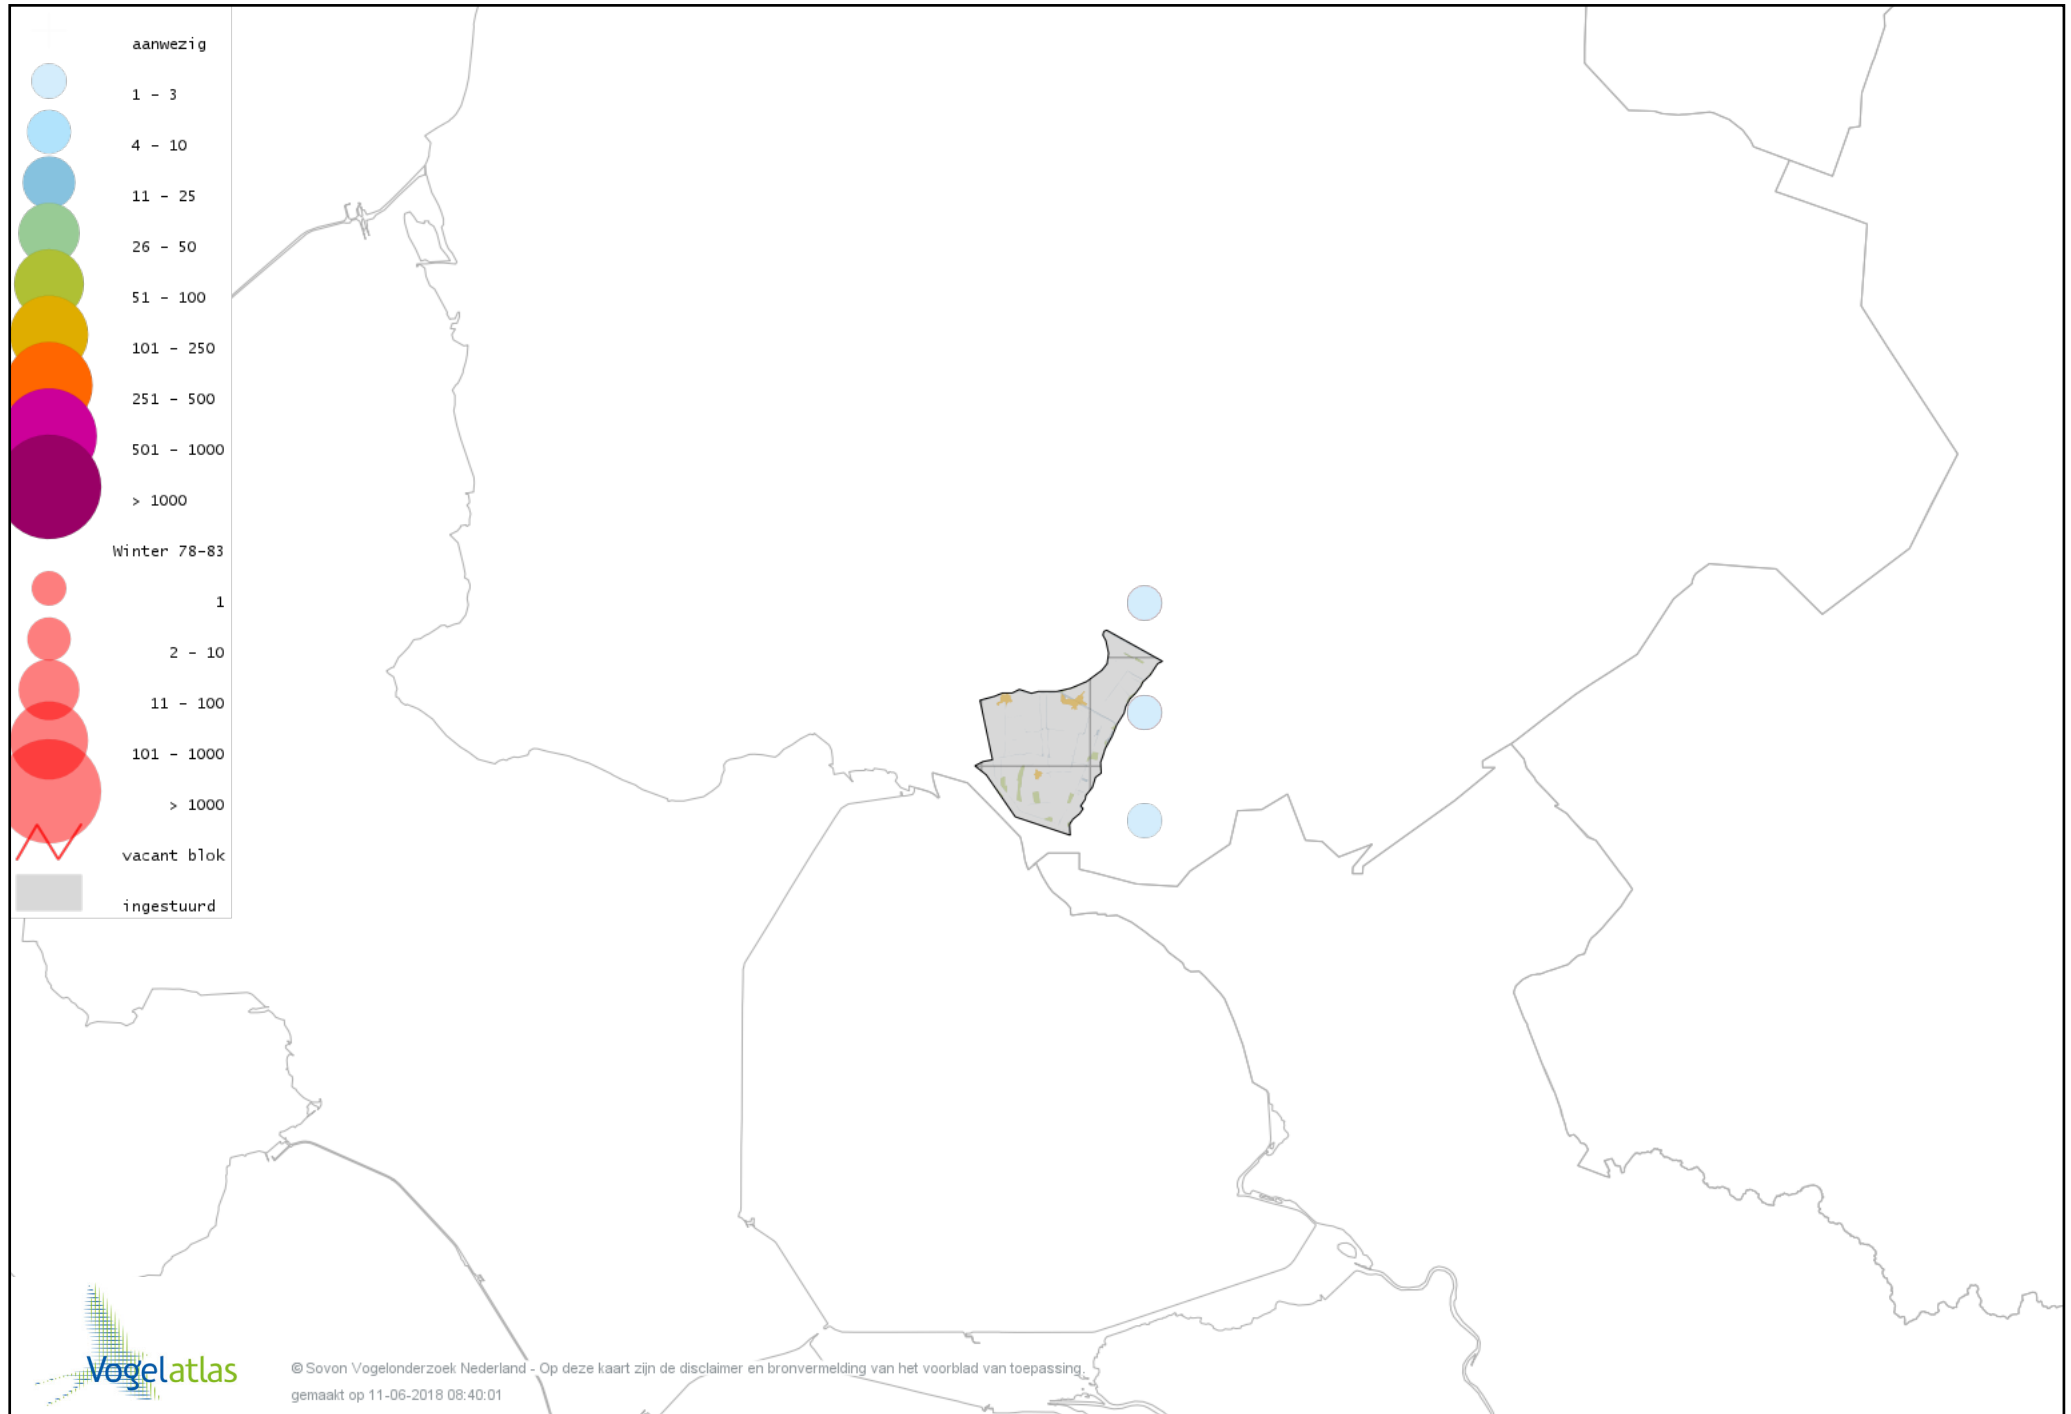 aanwezig
1 - 3
4 - 10
11 - 25
26 - 50
51 - 100
101 - 250
251 - 500
501 - 1000
> 1000
Winter 78-83
1
2 - 10
11 - 100
101 - 1000
> 1000
vacant blok
ingestuurd
Vogelatlas
© Sovon Vogelonderzoek Nederland - Op deze kaart zijn de disclaimer en bronvermelding van het voorblad van toepassing.
gemaakt op 11-06-2018 08:40:01